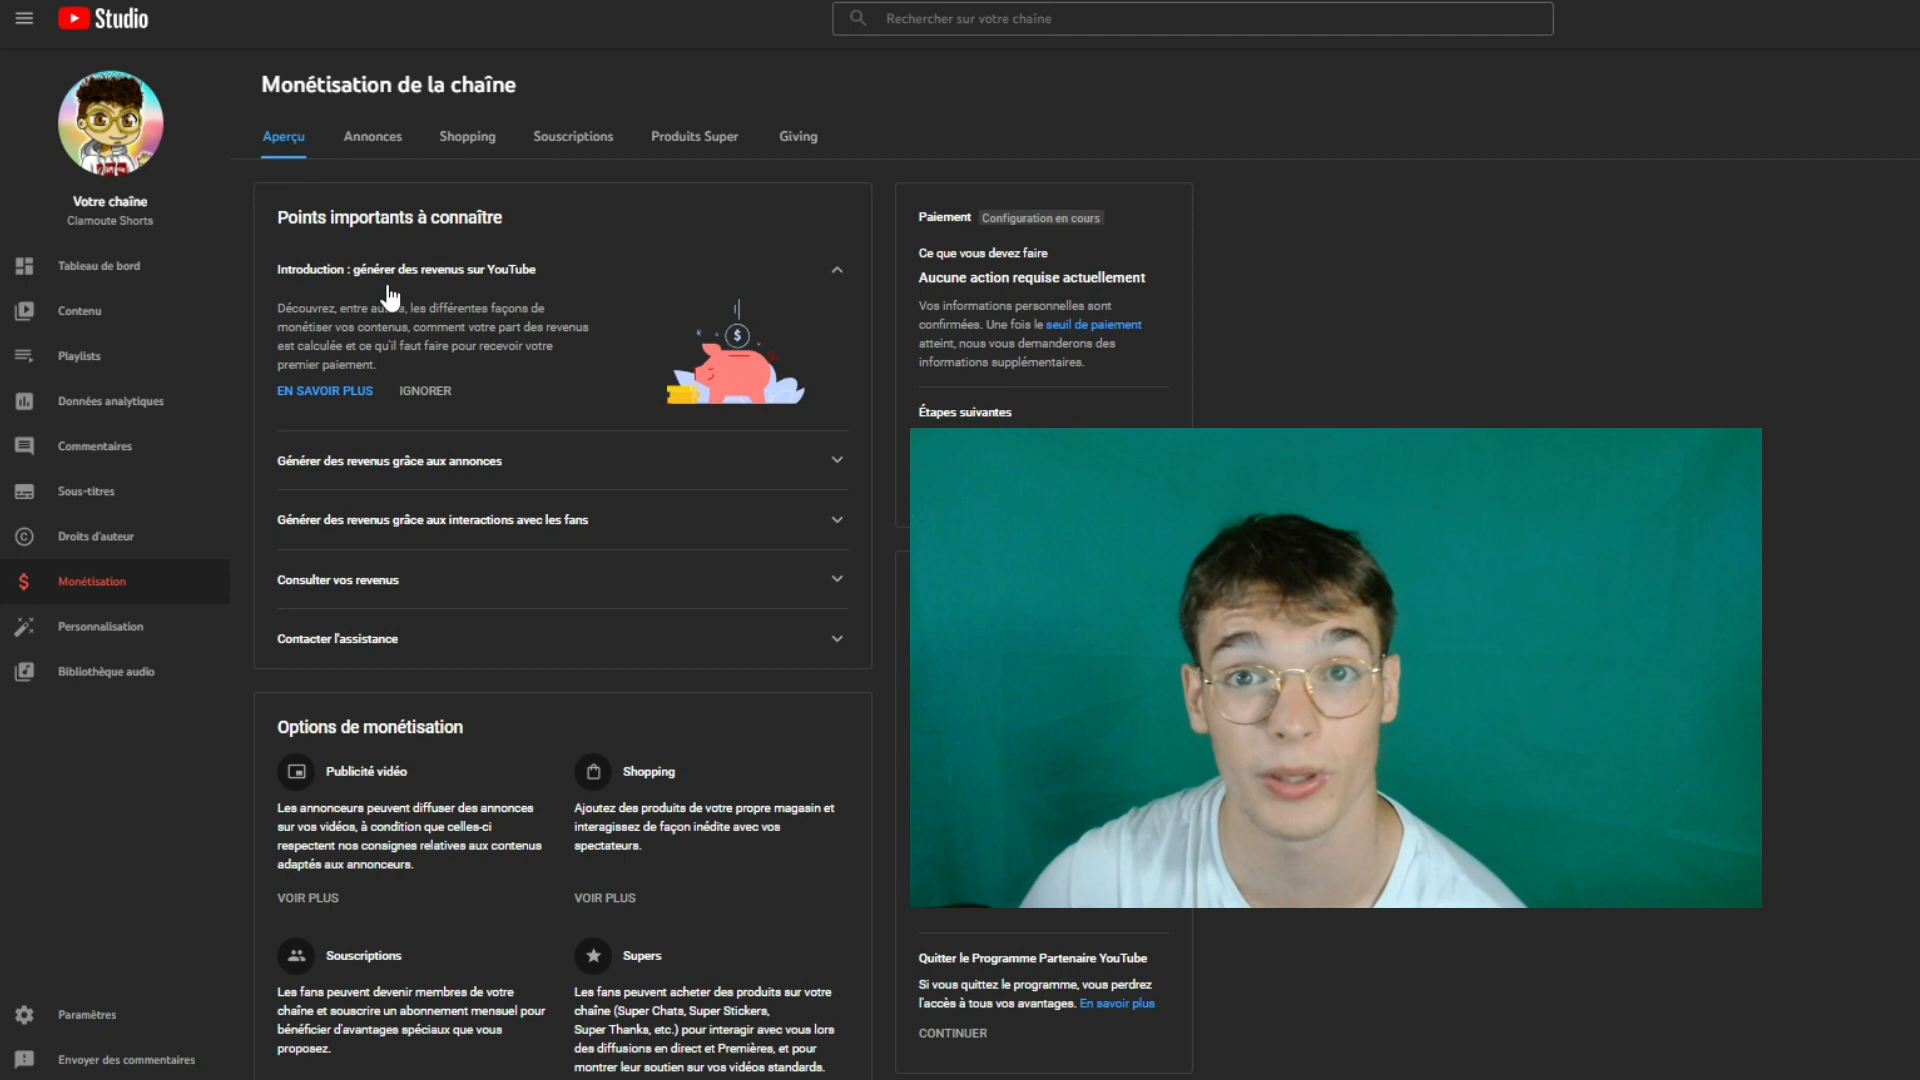 Studio
Rechercher sur votre chaîne
Votre chaîne
Clamoute Shorts
Tableau de bord
Contenu
Playlists
Données analytiques
Commentaires
Sous-titres
Droits d'auteur
Monétisation
Personnalisation
Bibliothèque audio
Paramètres
Envoyer des commentaires
Monétisation de la chaîne
Aperçu
Annonces
Shopping
Souscriptions
Produits Super
Giving
Points importants à connaître
Introduction : générer des revenus sur YouTube
Découvrez, entre , les différentes façons de
monétiser vos contenus, comment votre part des revenus
est calculée et ce qu'il faut faire pour recevoir votre
premier paiement.
EN SAVOIR PLUS
IGNORER
Générer des revenus grâce aux annonces
Générer des revenus grâce aux interactions avec les fans
Consulter vos revenus
Contacter l'assistance
Options de monétisation
Publicité vidéo
Les annonceurs peuvent diffuser des annonces
sur vos vidéos, à condition que celles-ci
respectent nos consignes relatives aux contenus
adaptés aux annonceurs.
VOIR PLUS
Shopping
Ajoutez des produits de votre propre magasin et
interagissez de façon inédite avec vos
spectateurs.
VOIR PLUS
Souscriptions
Les fans peuvent devenir membres de votre
chaîne et souscrire un abonnement mensuel pour
bénéficier d'avantages spéciaux que vous
proposez.
Supers
Les fans peuvent acheter des produits sur votre
chaîne (Super Chats, Super Stickers,
Super Thanks, etc.) pour interagir avec vous lors
des diffusions en direct et Premières, et pour
montrer leur soutien sur vos vidéos standards.
Paiement Configuration en cours
Ce que vous devez faire
Aucune action requise actuellement
Vos informations personnelles sont
confirmées. Une fois le seuil de paiement
atteint, nous vous demanderons des
informations supplémentaires.
Étapes suivantes
Quitter le Programme Partenaire YouTube
Si vous quittez le programme, vous perdrez
l'accès à tous vos avantages. En savoir plus
CONTINUER